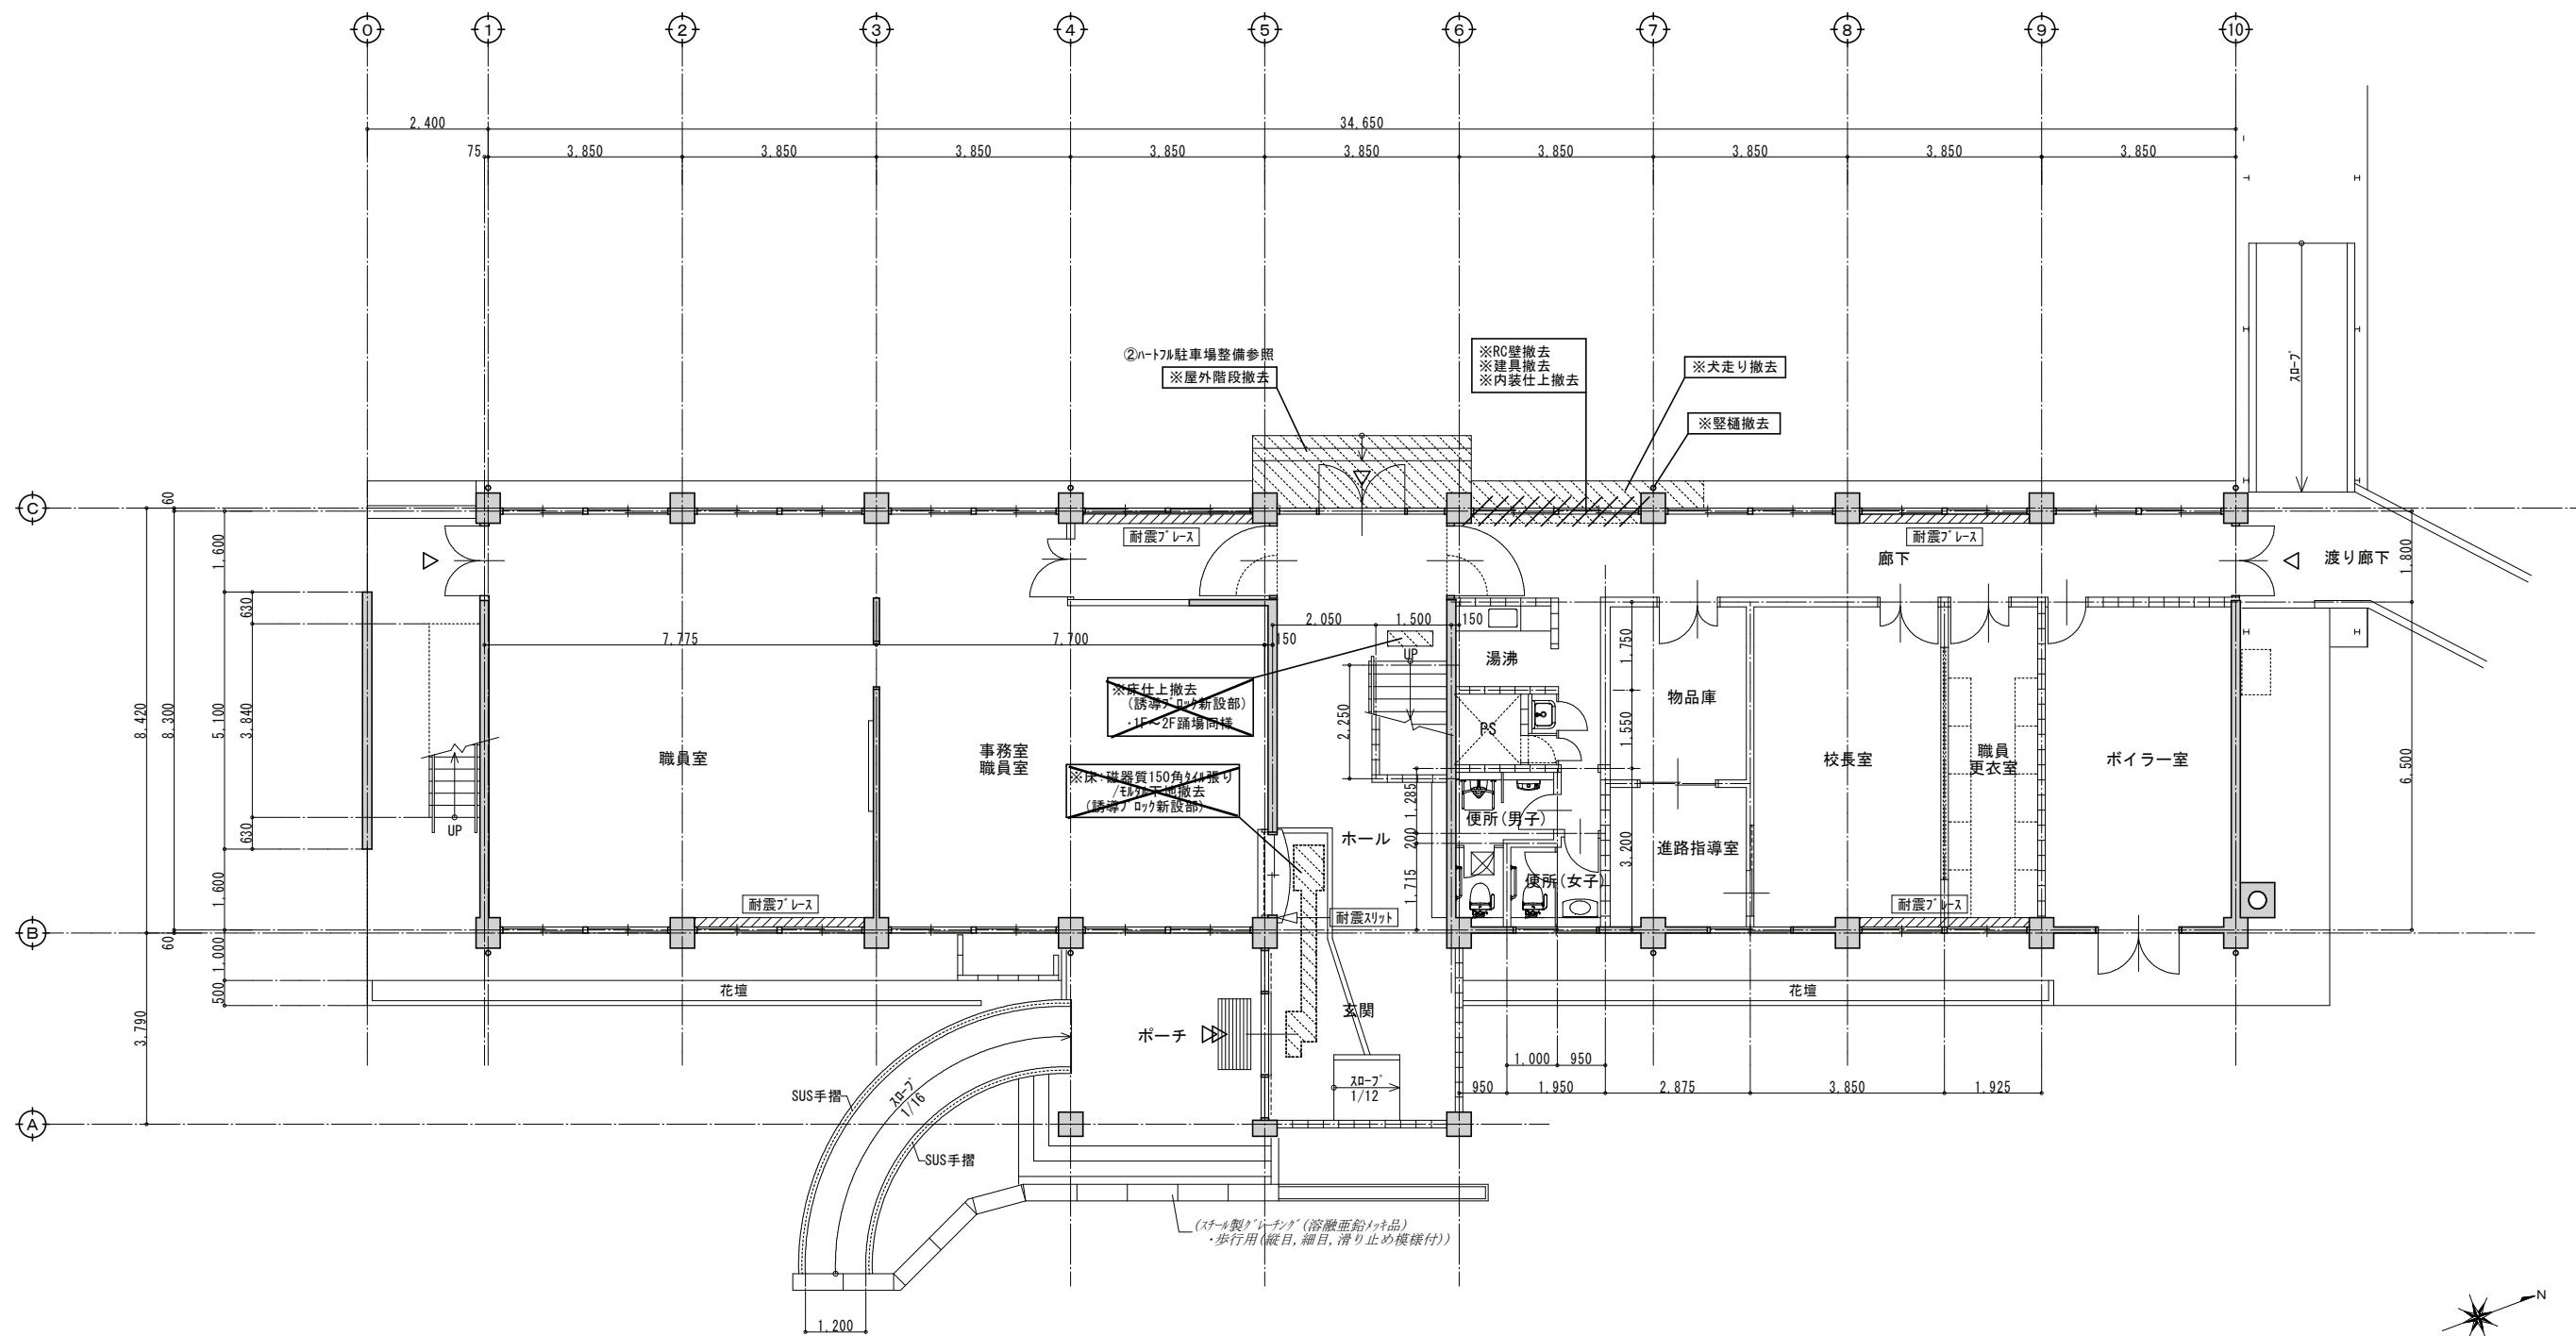 0
1
2
3
4
5
6
7
8
9
10
2,400
34,650
75
3,850
3,850
3,850
3,850
3,850
3,850
3,850
3,850
3,850
②ハートフル駐車場整備参照
※屋外階段撤去
※RC壁撤去
※建具撤去
※内装仕上撤去
※犬走り撤去
※竪樋撤去
スロープ
C
60
1,600
630
8,420
8,300
5,100
3,840
630
1,600
B
60
1,000
500
3,790
A
耐震ブレース
耐震ブレース
廊下
渡り廊下
1,800
7,775
7,700
150
2,050
1,500
150
UP
湯沸
1,750
※床仕上撤去
(誘導ブロック新設部)
・1F～2F踊場同様
2,250
PS
物品庫
1,550
職員室
事務室
職員室
校長室
職員
更衣室
ボイラー室
6,500
※床:磁器質150角タイル張り
/モルタル下地撤去
(誘導ブロック新設部)
1,285
便所(男子)
UP
ホール
200
進路指導室
3,200
便所(女子)
1,715
耐震ブレース
耐震スリット
耐震ブレース
花壇
花壇
玄関
ポーチ
スロープ
1/12
1,000
950
950
1,950
2,875
3,850
1,925
SUS手摺
スロープ
1/16
SUS手摺
(スチール製グレーチング(溶融亜鉛メッキ品)
・歩行用(縦目,細目,滑り止め模様付))
1,200
N